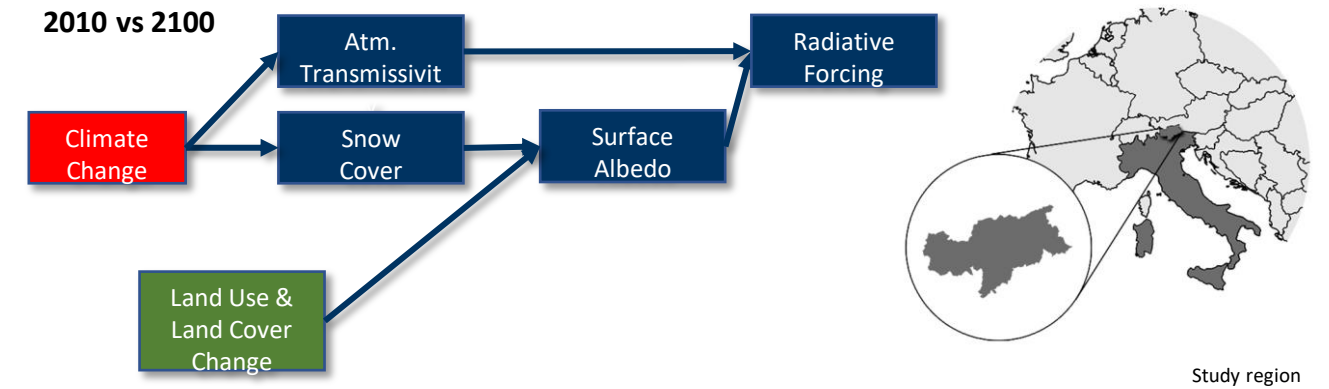 2010 vs 2100
Atm.
Transmissivit
Radiative
Forcing
Climate
Change
Snow
Cover
Surface
Albedo
Land Use &
Land Cover
Change
Study region